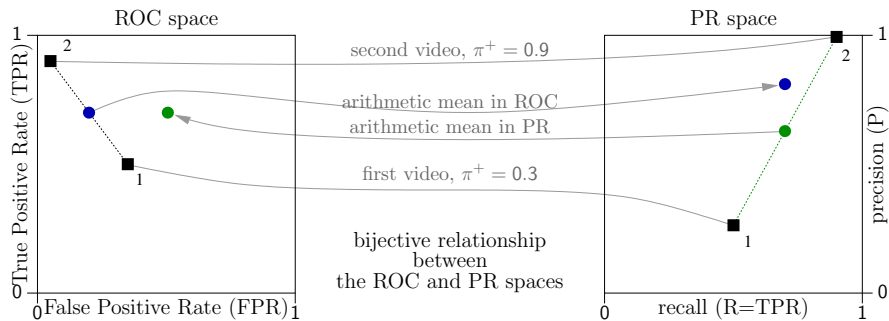 ROC space
PR space
1
1
2
2
second video, π⁺ = 0.9
arithmetic mean in ROC
arithmetic mean in PR
True Positive Rate (TPR)
precision (P)
1
first video, π⁺ = 0.3
1
bijective relationship
between
the ROC and PR spaces
0
0
0
False Positive Rate (FPR)
1
0
recall (R=TPR)
1